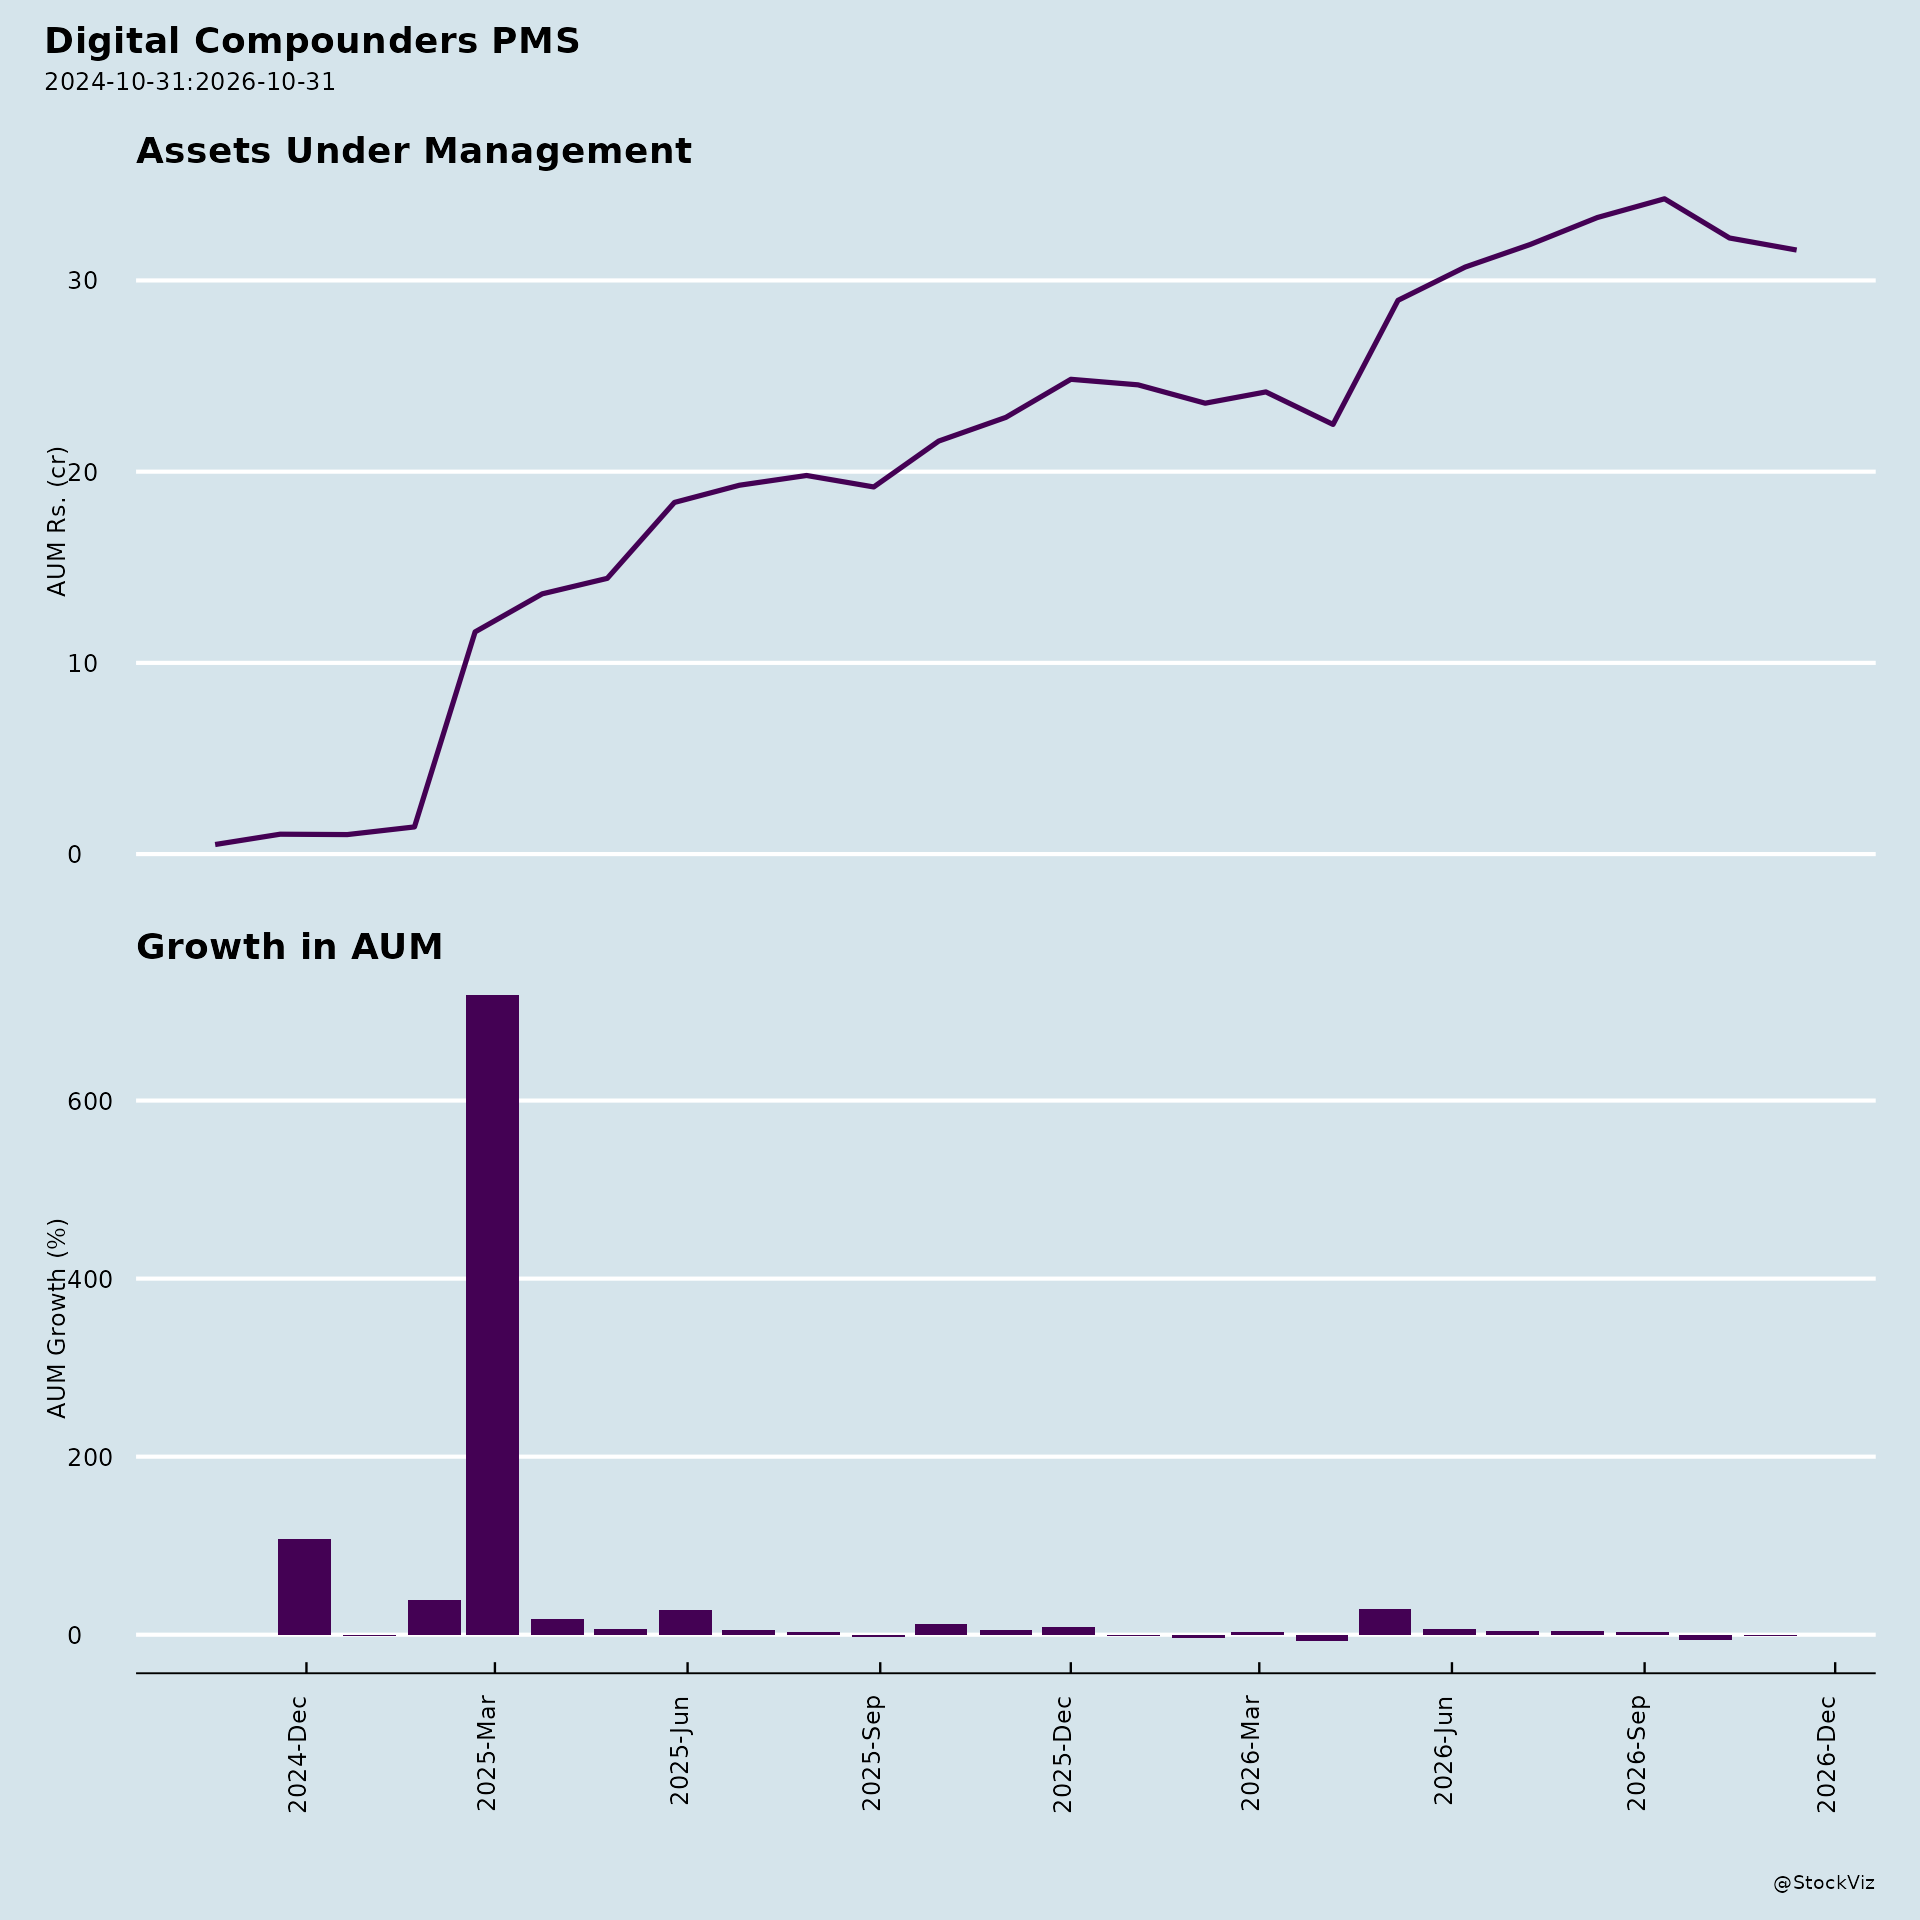 Digital Compounders PMS
2024-10-31:2026-10-31
Assets Under Management
AUM Rs. (cr)
30
20
10
0
Growth in AUM
AUM Growth (%)
600
400
200
0
2024-Dec
2025-Mar
2025-Jun
2025-Sep
2025-Dec
2026-Mar
2026-Jun
2026-Sep
2026-Dec
@StockViz